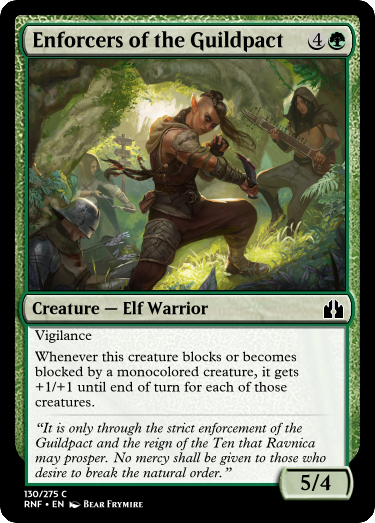 Enforcers of the Guildpact 4
Creature — Elf Warrior
Vigilance
Whenever this creature blocks or becomes
blocked by a monocolored creature, it gets
+1/+1 until end of turn for each of those
creatures.
“It is only through the strict enforcement of the
Guildpact and the reign of the Ten that Ravnica
may prosper. No mercy shall be given to those who
desire to break the natural order.”
5/4
130/275 C
RNF • EN Bear Frymire